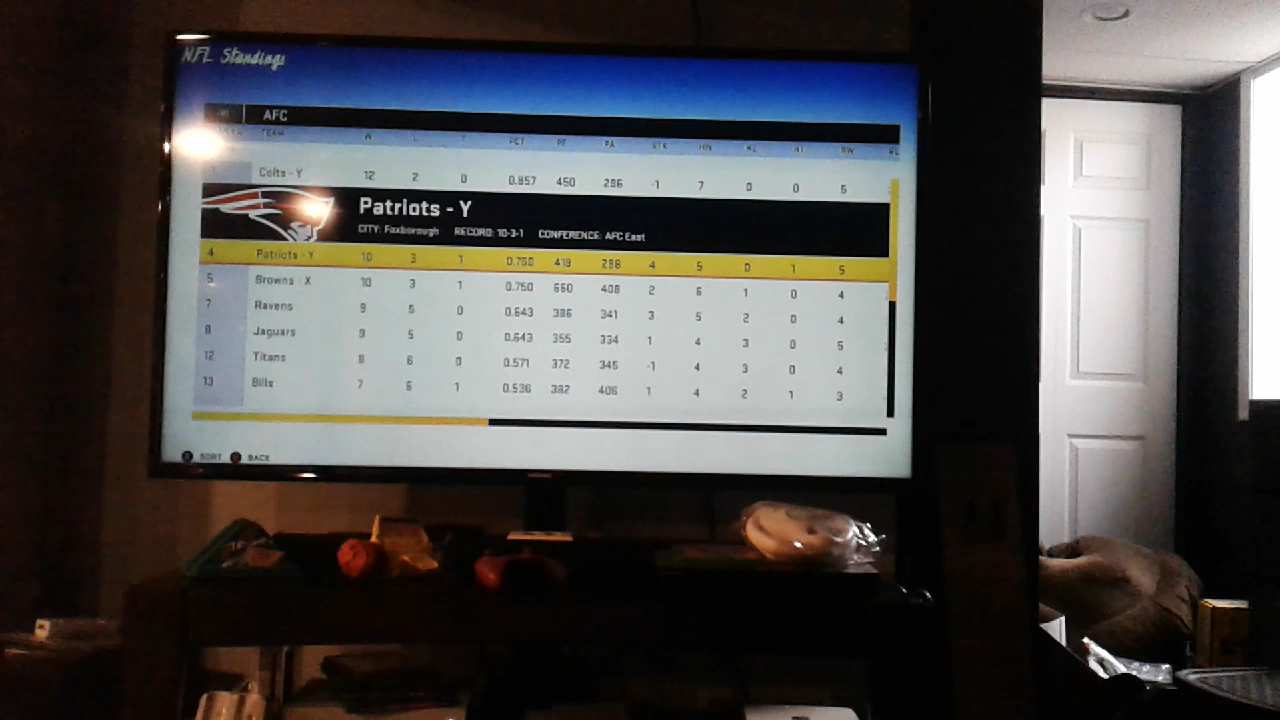 NFL Standings
AFC
TEAM W L T PCT PF PA STK HW HL RW
Colts - Y 12 2 0 0.857 450 286 -1 7 0 0 5
Patriots - Y
CITY: Foxborough RECORD: 10-3-1 CONFERENCE: AFC East
4 Patriots - Y 10 3 1 0.750 419 288 4 5 0 1 5
5 Browns - X 10 3 1 0.750 408 2 6 1 0 4
7 Ravens 9 5 0 0.643 386 341 3 5 2 0 4
8 Jaguars 9 5 0 0.643 355 334 1 4 3 0 5
12 Titans 8 6 0 0.571 372 345 -1 4 3 0 4
13 Bills 7 6 1 0.536 382 406 1 4 2 1 3
SORT BACK